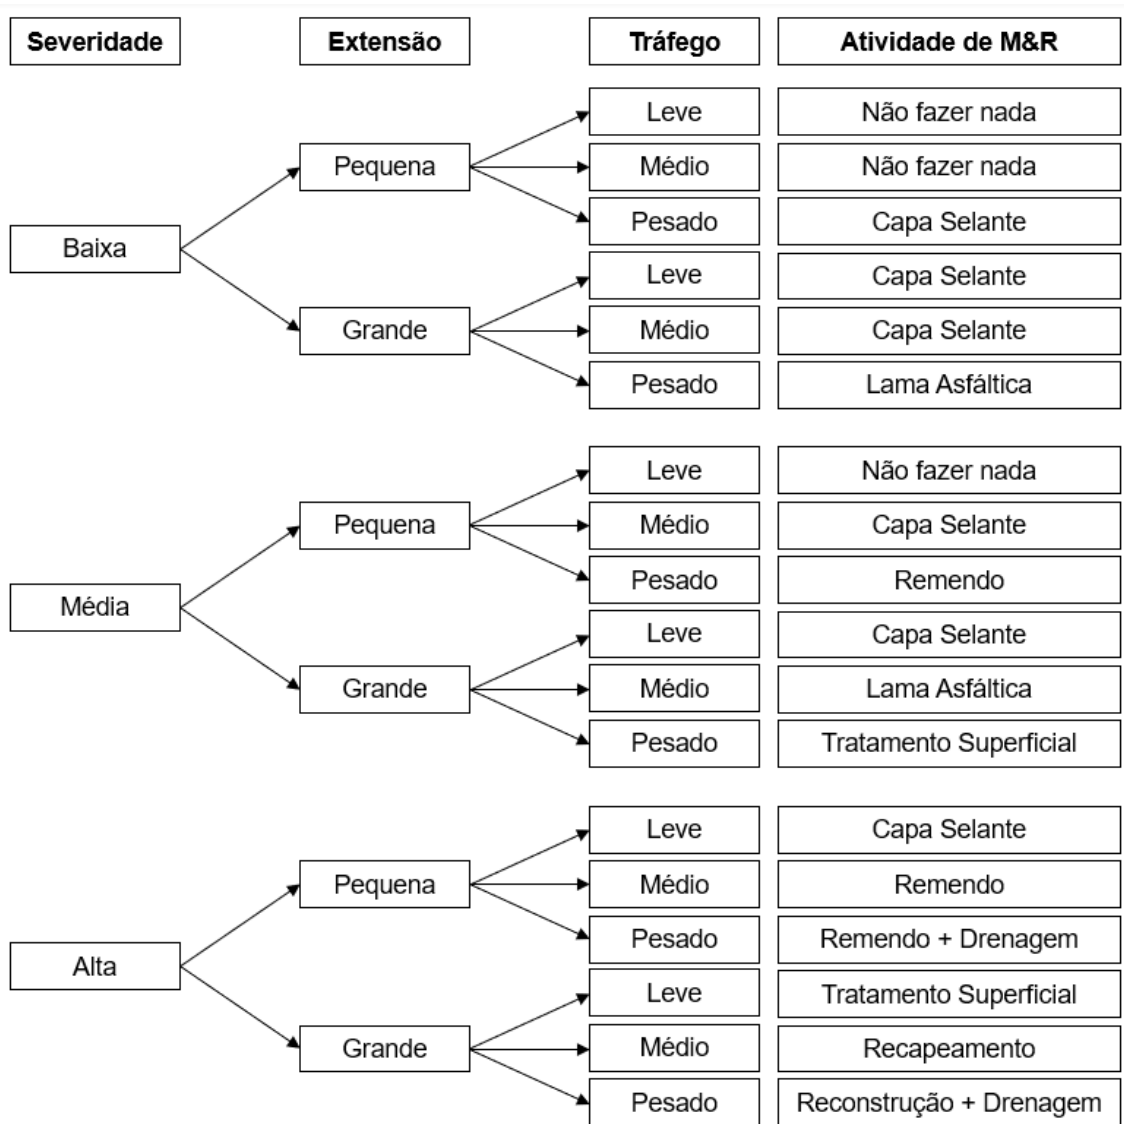 Severidade Extensão Tráfego Atividade de M&R
Leve Não fazer nada
Pequena Médio Não fazer nada
Pesado Capa Selante
Baixa
Leve Capa Selante
Grande Médio Capa Selante
Pesado Lama Asfáltica
Leve Não fazer nada
Pequena Médio Capa Selante
Pesado Remendo
Média
Leve Capa Selante
Grande Médio Lama Asfáltica
Pesado Tratamento Superficial
Leve Capa Selante
Pequena Médio Remendo
Pesado Remendo + Drenagem
Alta
Leve Tratamento Superficial
Grande Médio Recapeamento
Pesado Reconstrução + Drenagem